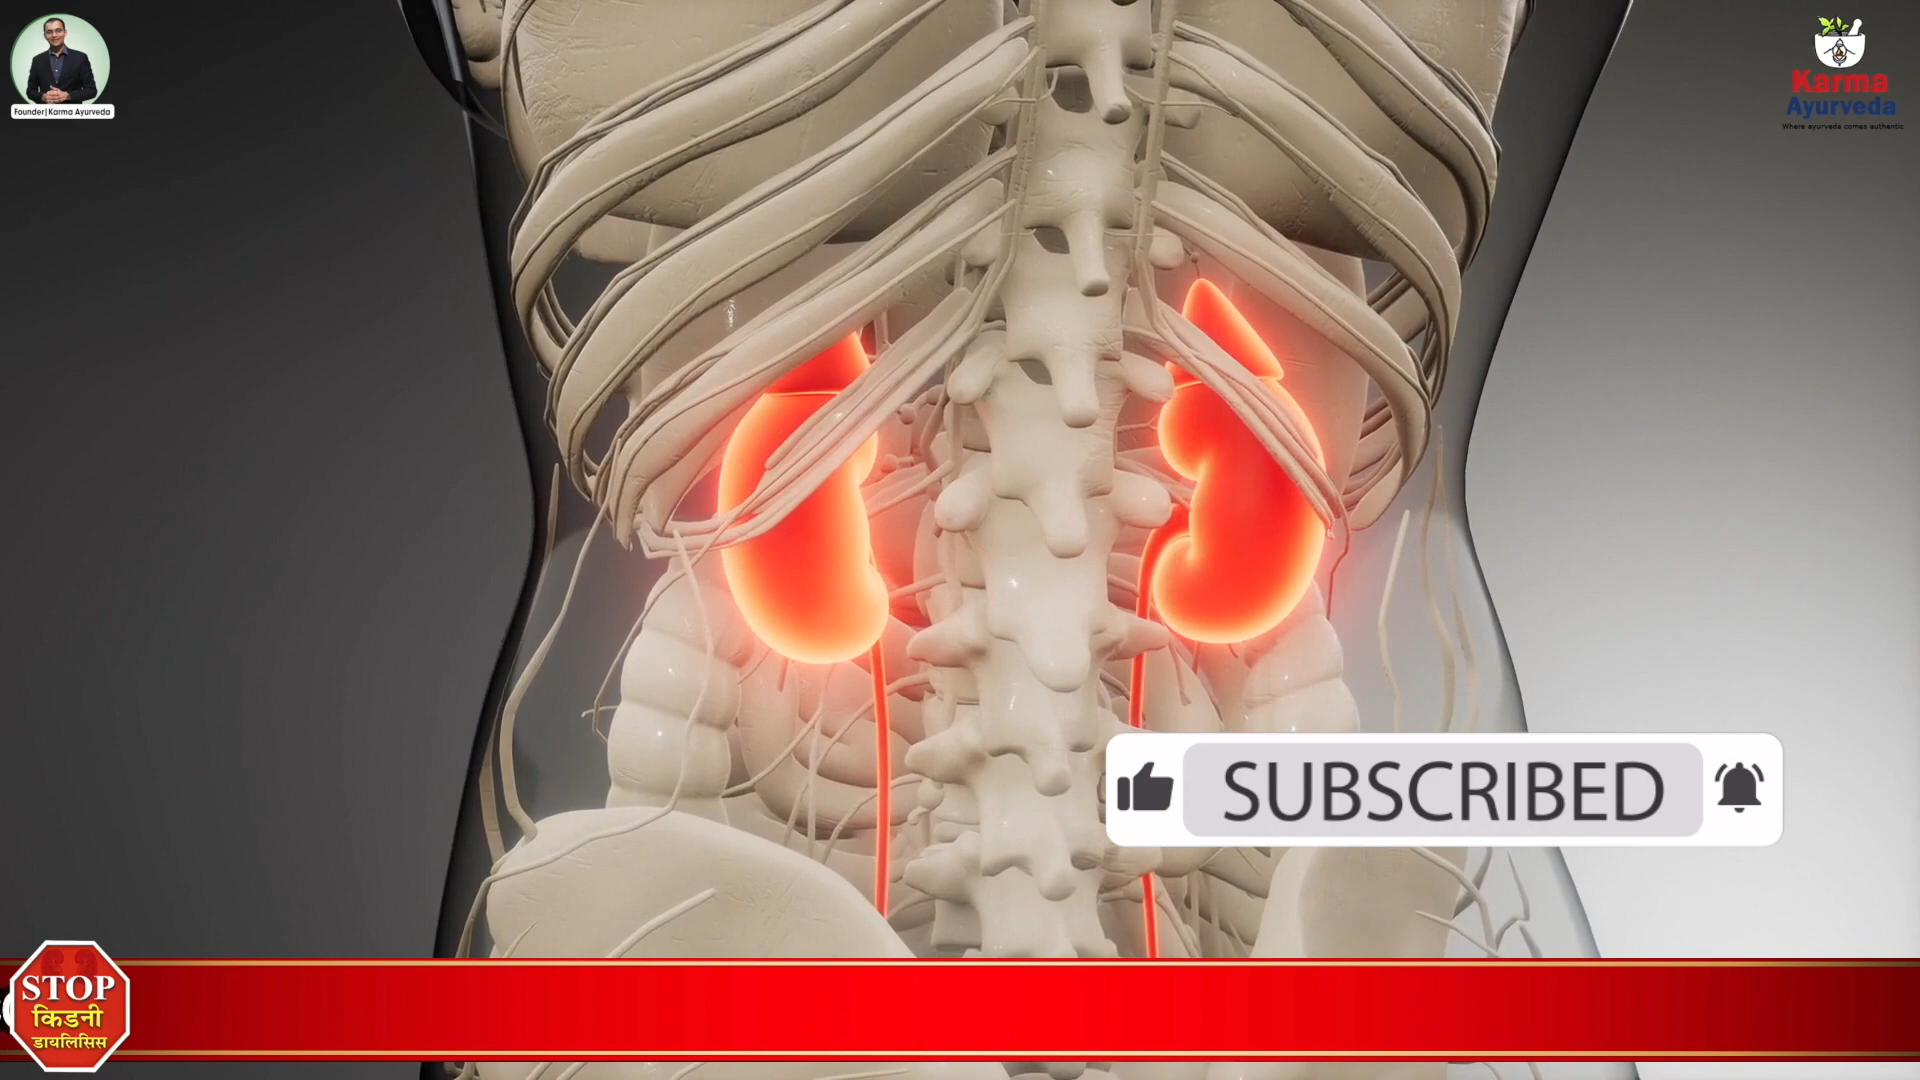 Founder|Karma Ayurveda
Karma
Ayurveda
Where ayurveda comes authentic
SUBSCRIBED
STOP
किडनी
डायलिसिस